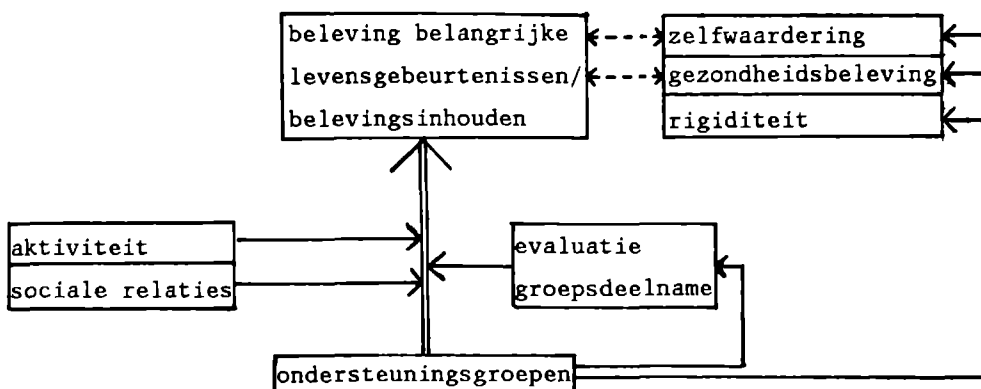 beleving belangrijke
levensgebeurtenissen/
belevingsinhouden
zelfwaardering
gezondheidsbeleving
rigiditeit
aktiviteit
sociale relaties
evaluatie
groepsdeelname
ondersteuningsgroepen